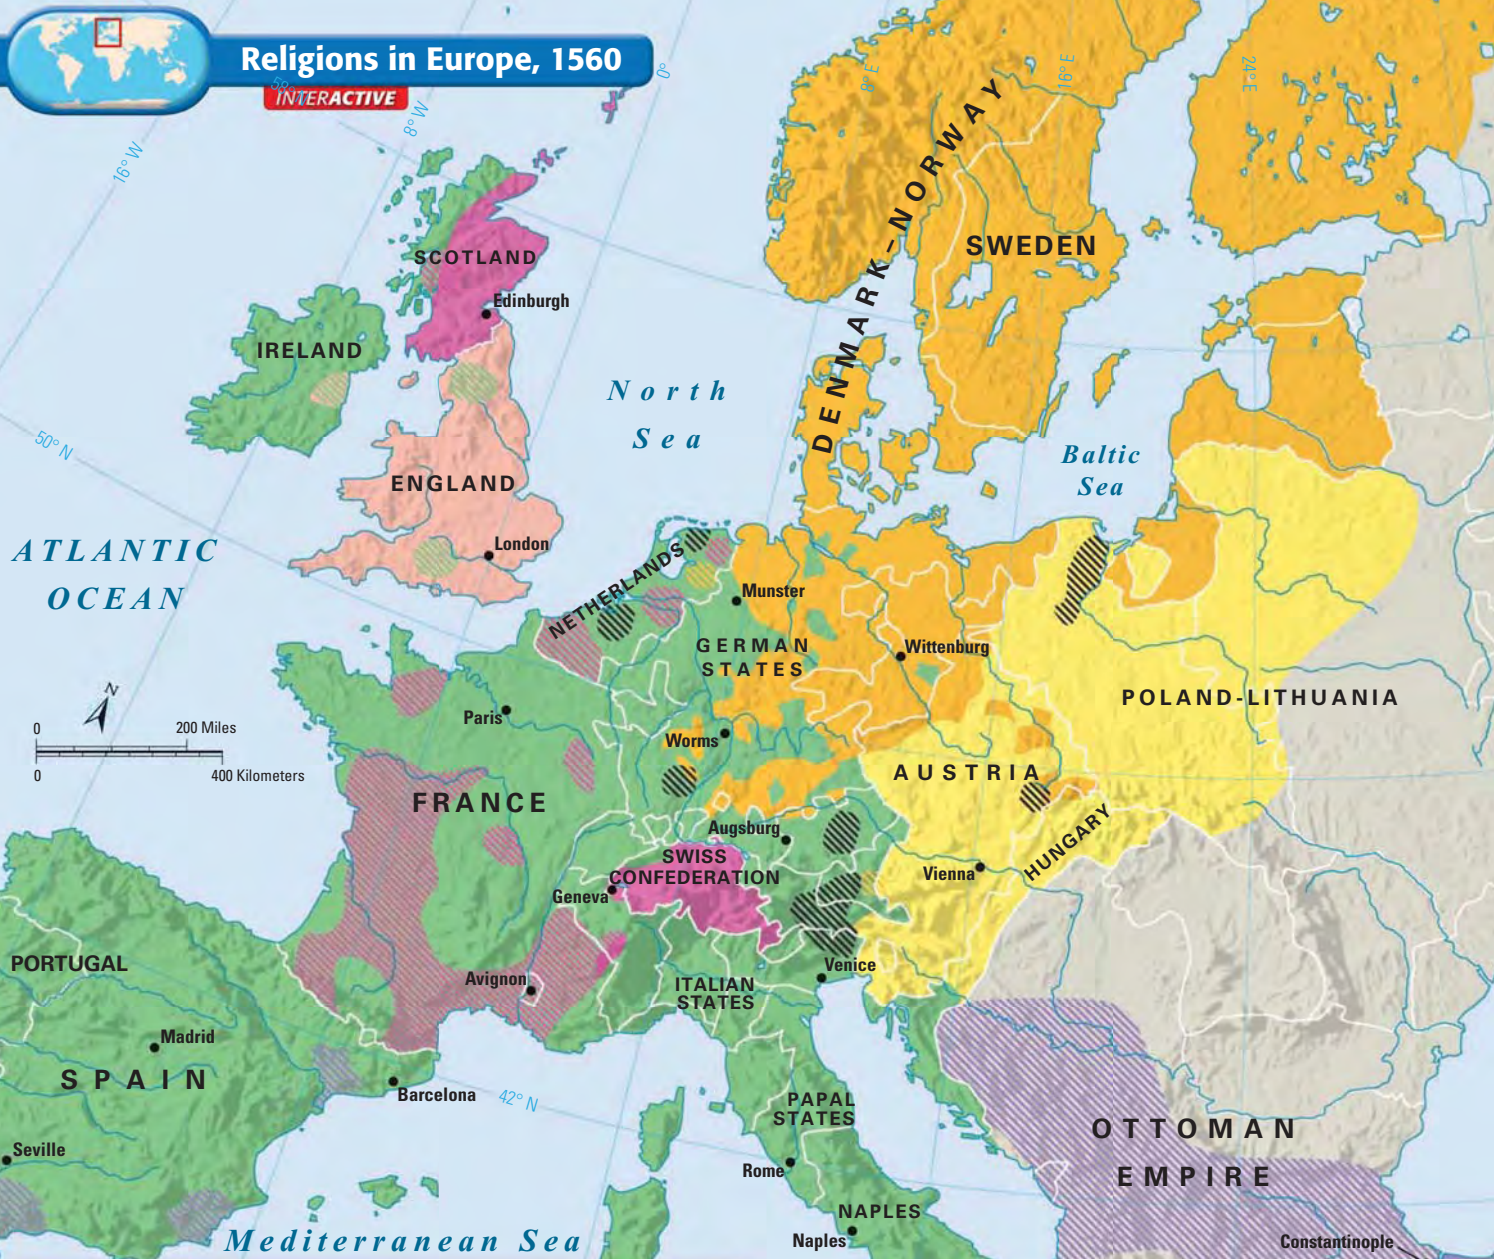 Religions in Europe, 1560
INTERACTIVE
16° W
8° W
0°
8° E
16° E
24° E
58° N
50° N
42° N
DENMARK–NORWAY
SWEDEN
SCOTLAND
Edinburgh
IRELAND
North
Sea
Baltic
Sea
ENGLAND
London
ATLANTIC
OCEAN
NETHERLANDS
Munster
GERMAN
STATES
Wittenburg
POLAND-LITHUANIA
N
0
200 Miles
0
400 Kilometers
Paris
Worms
FRANCE
AUSTRIA
Augsburg
HUNGARY
SWISS
CONFEDERATION
Vienna
Geneva
PORTUGAL
Avignon
Venice
ITALIAN
STATES
Madrid
SPAIN
Barcelona
PAPAL
STATES
OTTOMAN
EMPIRE
Seville
Rome
NAPLES
Naples
Mediterranean Sea
Constantinople